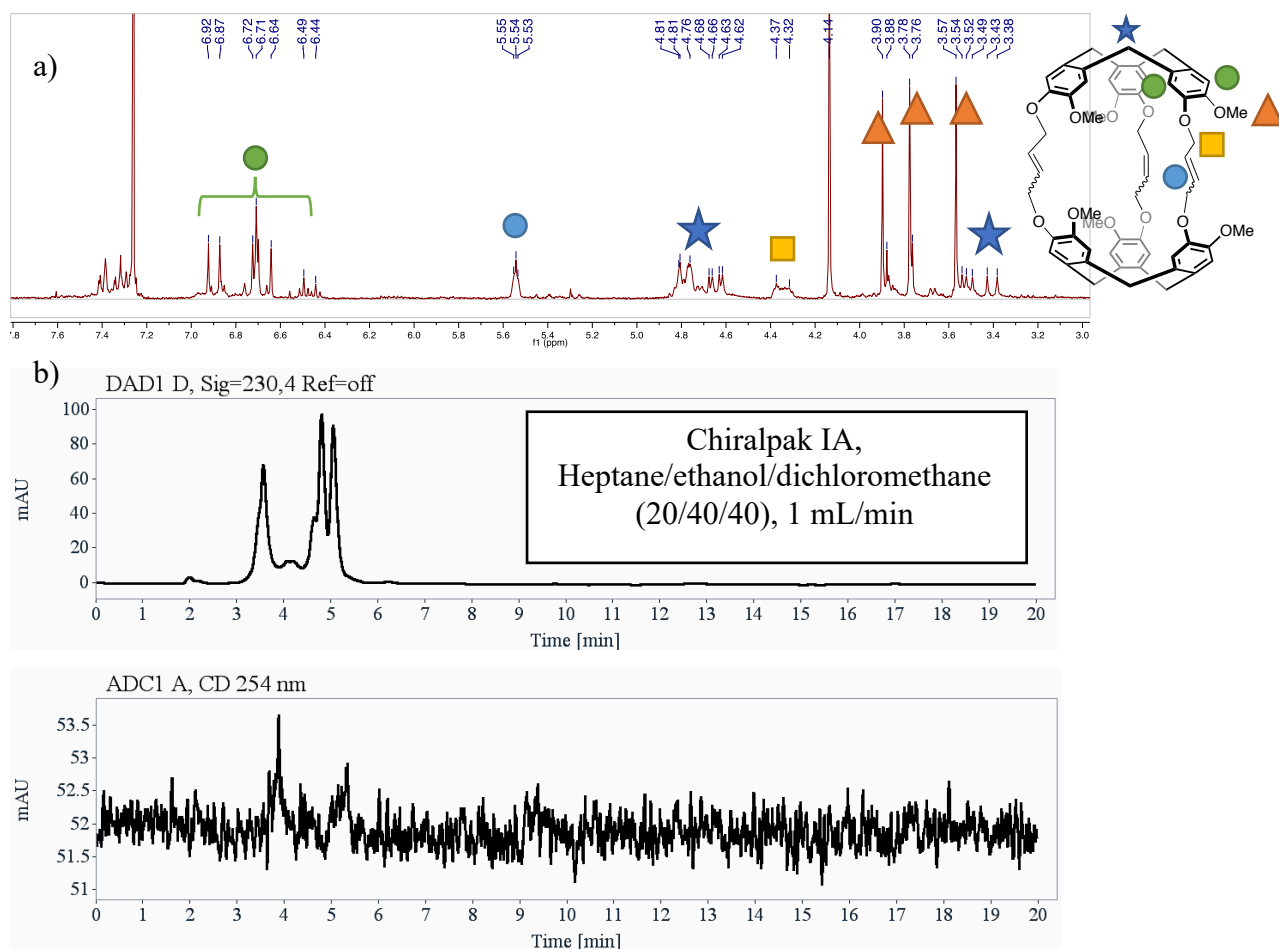 a)
6.92
6.87
6.72
6.71
6.64
6.49
6.44
5.55
5.54
5.53
4.81
4.81
4.76
4.68
4.66
4.63
4.62
4.37
4.32
4.14
3.90
3.88
3.78
3.76
3.57
3.54
3.52
3.49
3.43
3.38
O
OMe
MeO
O
O
OMe
O
MeO
MeO
O
O
OMe
7.8 7.6 7.4 7.2 7.0 6.8 6.6 6.4 6.2 6.0 5.8 5.6 5.4 5.2 5.0 4.8 4.6 4.4 4.2 4.0 3.8 3.6 3.4 3.2 3.0
f1 (ppm)
b)
DAD1 D, Sig=230,4 Ref=off
100
80
60
40
20
0
mAU
Chiralpak IA,
Heptane/ethanol/dichloromethane
(20/40/40), 1 mL/min
0 1 2 3 4 5 6 7 8 9 10 11 12 13 14 15 16 17 18 19 20
Time [min]
ADC1 A, CD 254 nm
53.5
53
52.5
52
51.5
51
mAU
0 1 2 3 4 5 6 7 8 9 10 11 12 13 14 15 16 17 18 19 20
Time [min]